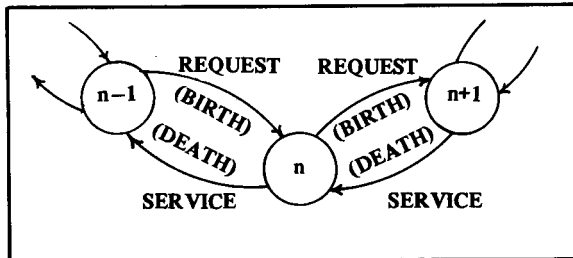 REQUEST REQUEST
n−1 n+1
(BIRTH) (BIRTH)
(DEATH) (DEATH)
n
SERVICE SERVICE